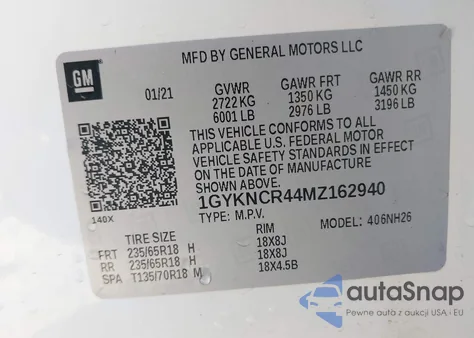 MFD BY GENERAL MOTORS LLC
GM
01/21
GVWR GAWR FRT GAWR RR
2722 KG 1350 KG 1450 KG
6001 LB 2976 LB 3196 LB
THIS VEHICLE CONFORMS TO ALL
APPLICABLE U.S. FEDERAL MOTOR
VEHICLE SAFETY STANDARDS IN EFFECT
ON THE DATE OF MANUFACTURE
SHOWN ABOVE.
1GYKNCR44MZ162940
TYPE: M.P.V. MODEL: 406NH26
140X
TIRE SIZE RIM
FRT 235/65R18 H 18X8J
RR 235/65R18 H 18X8J
SPA T135/70R18 M 18X4.5B
autoSnap
Pewne auta z aukcji USA - EU